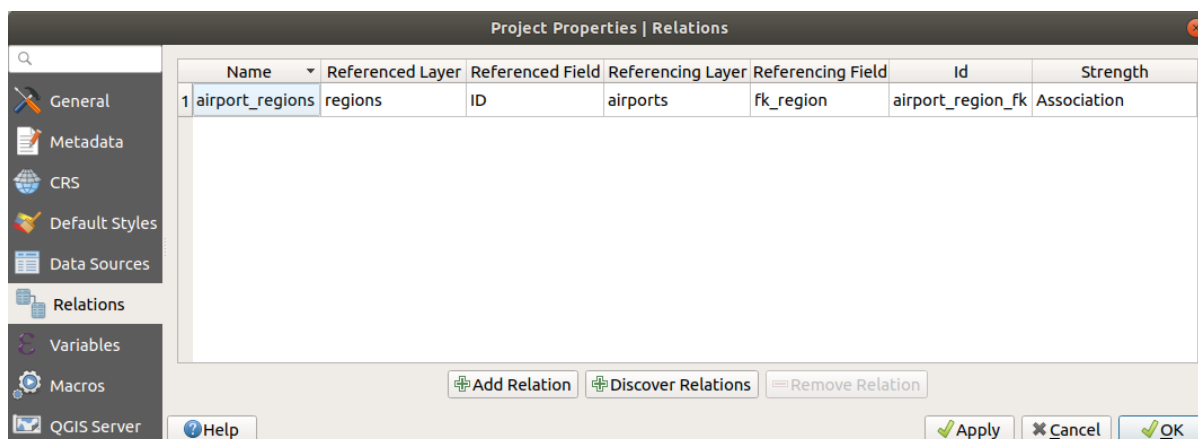 Project Properties | Relations
General
Metadata
CRS
Default Styles
Data Sources
Relations
Variables
Macros
QGIS Server
Name Referenced Layer Referenced Field Referencing Layer Referencing Field Id Strength
1 airport_regions regions ID airports fk_region airport_region_fk Association
Add Relation Discover Relations Remove Relation
Help Apply Cancel OK